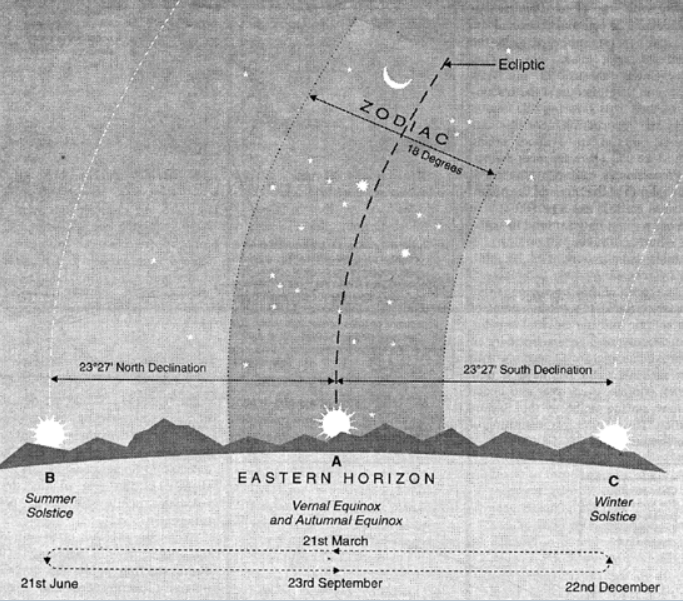 Ecliptic
ZODIAC
18 Degrees
23°27' North Declination
23°27' South Declination
A
B
C
EASTERN HORIZON
Summer
Solstice
Vernal Equinox
and Autumnal Equinox
Winter
Solstice
21st March
21st June
23rd September
22nd December